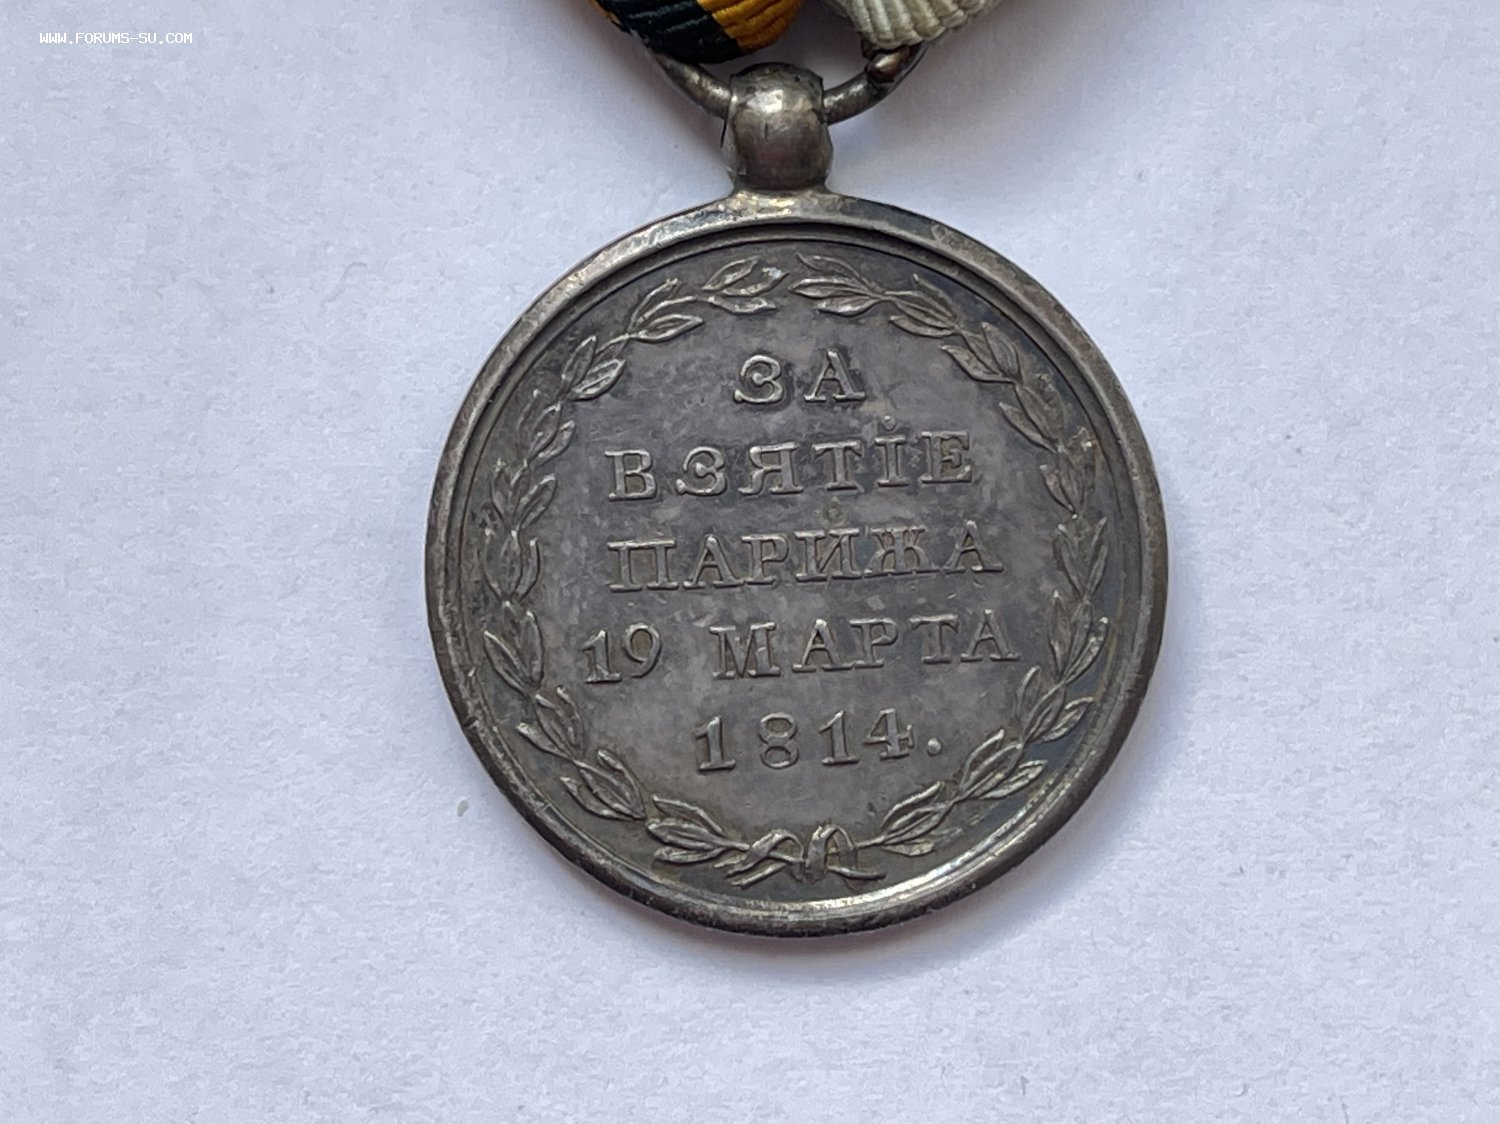 WWW.FORUMS-SU.COM
ЗА
ВЗЯТІЕ
ПАРИЖА
19 МАРТА
1814.